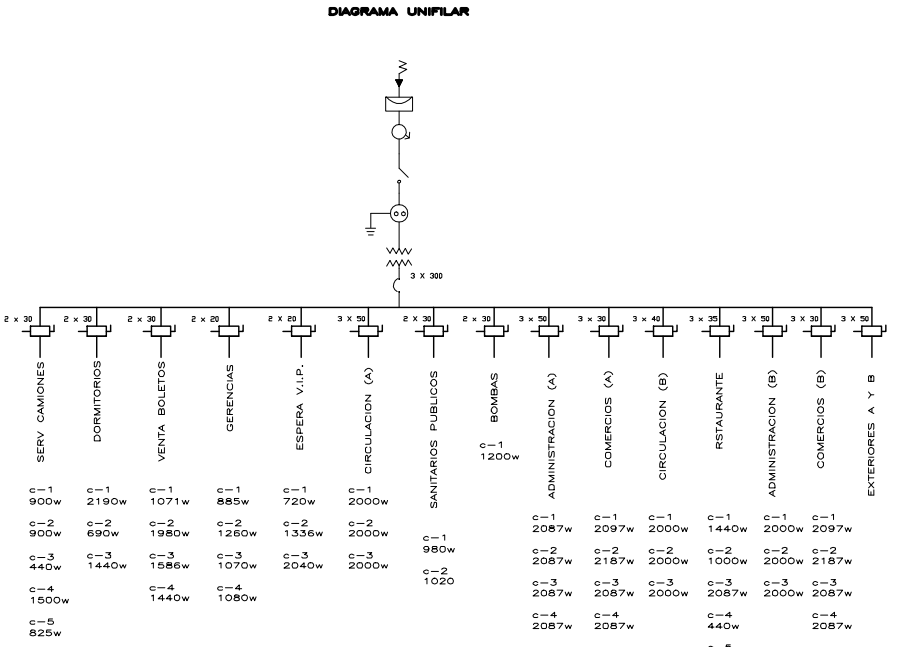 DIAGRAMA UNIFILAR
3 X 300
2 x 30
2 x 30
2 x 30
2 x 20
2 x 20
3 x 50
2 x 30
2 x 30
3 x 50
3 x 30
3 x 40
3 x 35
3 x 50
3 x 30
3 x 50
SERV CAMIONES
DORMITORIOS
VENTA BOLETOS
GERENCIAS
ESPERA V.I.P.
CIRCULACION (A)
SANITARIOS PUBLICOS
BOMBAS
ADMINISTRACION (A)
COMERCIOS (A)
CIRCULACION (B)
RSTAURANTE
ADMINISTRACION (B)
COMERCIOS (B)
EXTERIORES A Y B
c-1
900w
c-2
900w
c-3
440w
c-4
1500w
c-5
825w
c-1
2190w
c-2
690w
c-3
1440w
c-1
1071w
c-2
1980w
c-3
1586w
c-4
1440w
c-1
885w
c-2
1260w
c-3
1070w
c-4
1080w
c-1
720w
c-2
1336w
c-3
2040w
c-1
2000w
c-2
2000w
c-3
2000w
c-1
980w
c-2
1020
c-1
1200w
c-1
2087w
c-2
2087w
c-3
2087w
c-4
2087w
c-1
2097w
c-2
2187w
c-3
2087w
c-4
2087w
c-1
2000w
c-2
2000w
c-3
2000w
c-1
1440w
c-2
1000w
c-3
2087w
c-4
440w
c-5
c-1
2000w
c-2
2000w
c-3
2000w
c-1
2097w
c-2
2187w
c-3
2087w
c-4
2087w